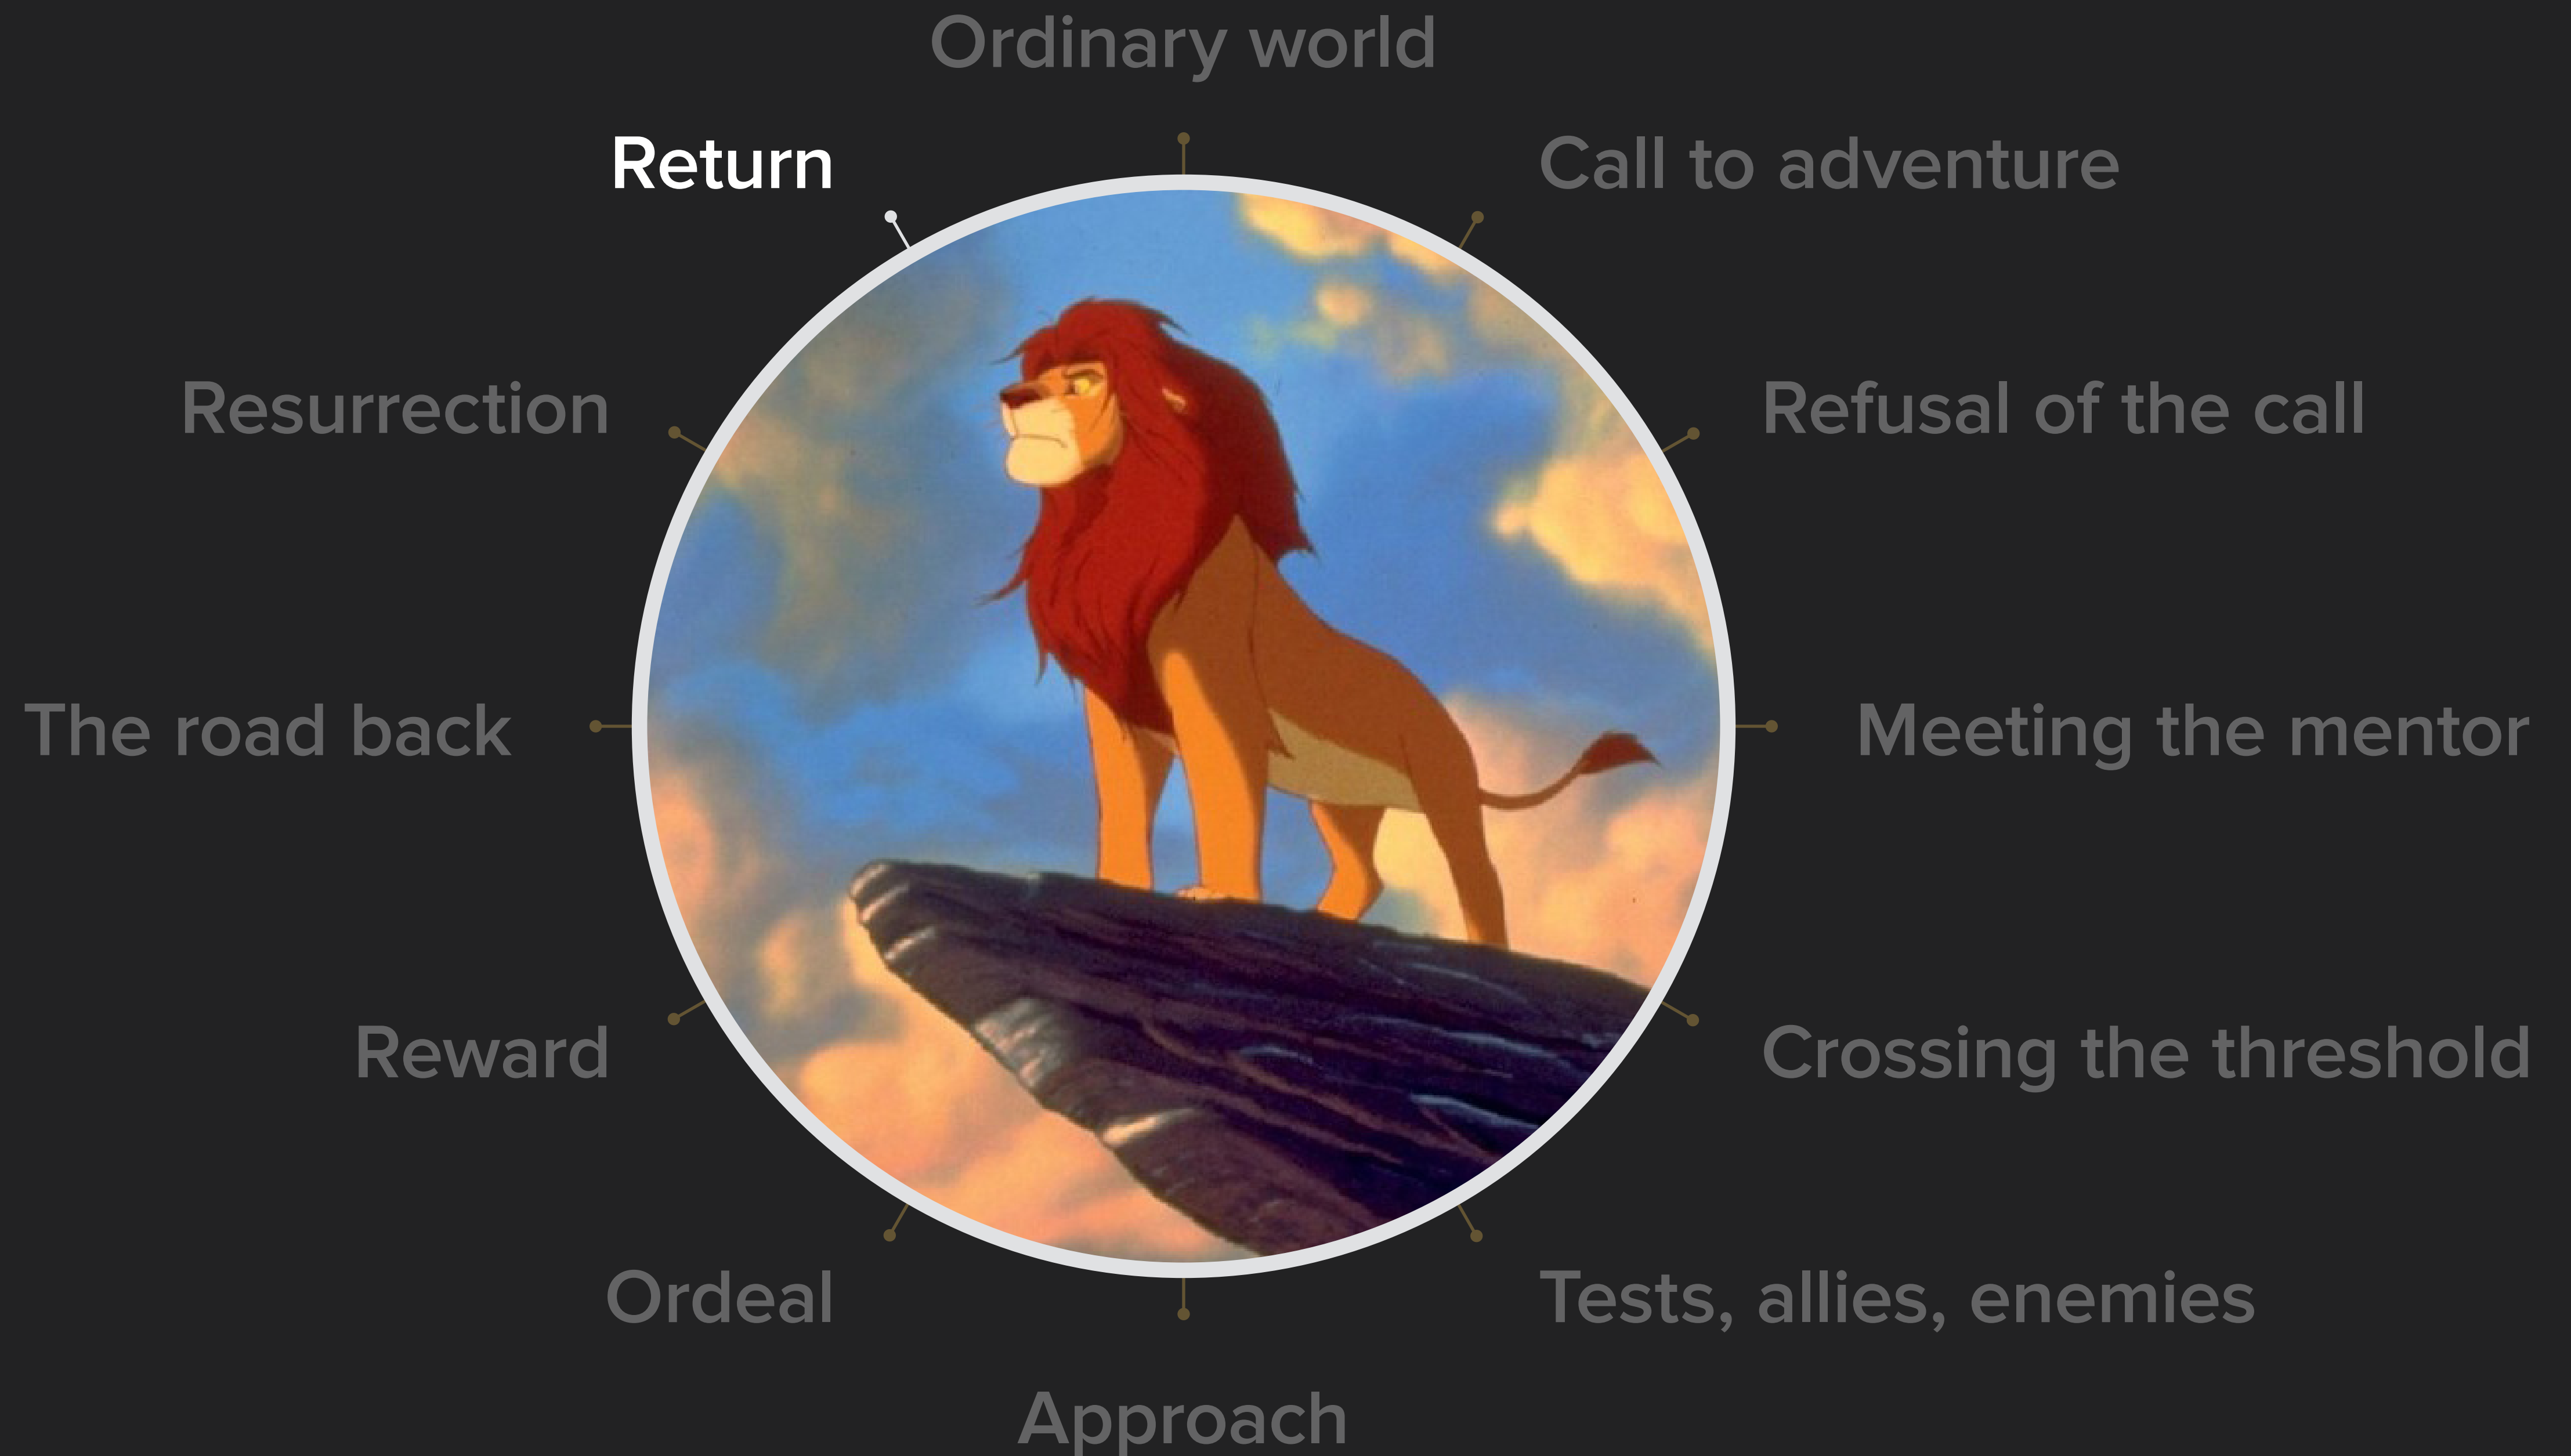 Ordinary world
Call to adventure
Refusal of the call
Meeting the mentor
Crossing the threshold
Tests, allies, enemies
Approach
Ordeal
Reward
The road back
Resurrection
Return